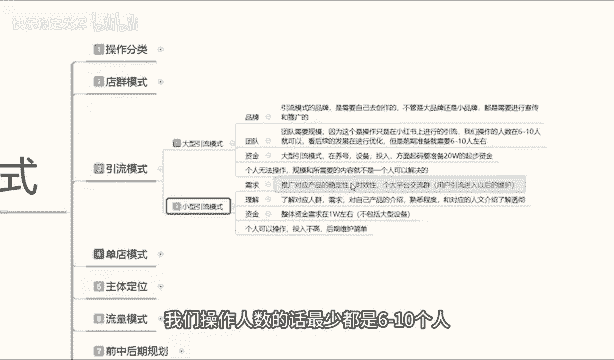 操作分类
店群模式
引流模式的品牌，是需要自己去创作的，不管是大品牌还是小品牌，都是需要进行宣传
和推广的
品牌
团队需要规模，因为这个是操作只是在小红书上进行的引流，我们操作的人数在6-10人
就可以，看后续的发展在进行优化，但是是前期准备就需要6-10人左右
团队
大型引流模式
资金
大型引流模式，在养号，设备，投入，方面起码要准备20W的起步资金
个人无法操作，规模和所需要的内容就不是一个人可以解决的
式
3 引流模式
需求
推广对应产品的稳定性，时效性，个大平台交流群（用户引流进入以后的维护）
小型引流模式
理解
了解对应人群，需求，对自己产品的介绍，熟悉程度，和对应的人文介绍了解透彻
资金
整体资金需求在1W左右（不包括大型设备）
个人可以操作，投入不高，后期维护简单
4 单店模式
5 主体定位
6 流量模式
我们操作人数的话最少都是6-10个人
7 前中后期规划